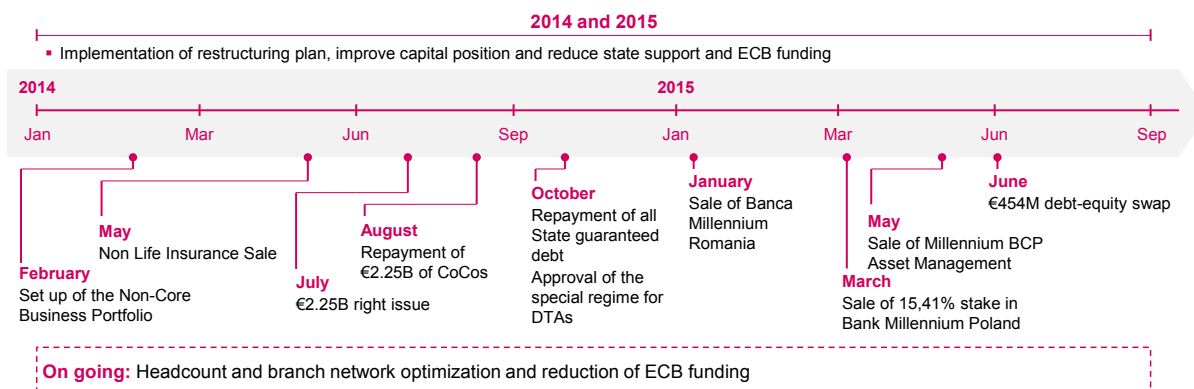 2014 and 2015
▪ Implementation of restructuring plan, improve capital position and reduce state support and ECB funding
2014
2015
Jan
Mar
Jun
Sep
Jan
Mar
Jun
Sep
February
Set up of the Non-Core
Business Portfolio
May
Non Life Insurance Sale
July
€2.25B right issue
August
Repayment of
€2.25B of CoCos
October
Repayment of all
State guaranteed
debt
Approval of the
special regime for
DTAs
January
Sale of Banca
Millennium
Romania
March
Sale of 15,41% stake in
Bank Millennium Poland
May
Sale of Millennium BCP
Asset Management
June
€454M debt-equity swap
On going: Headcount and branch network optimization and reduction of ECB funding